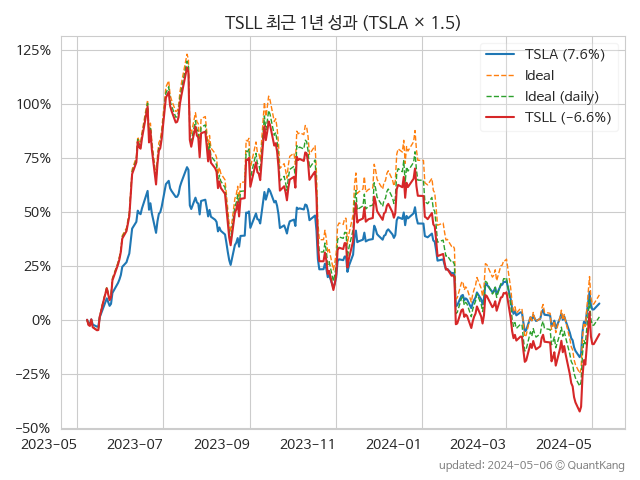 TSLL 최근 1년 성과 (TSLA × 1.5)
TSLA (7.6%)
Ideal
Ideal (daily)
TSLL (−6.6%)
125%
100%
75%
50%
25%
0%
−25%
−50%
2023-05
2023-07
2023-09
2023-11
2024-01
2024-03
2024-05
updated: 2024-05-06 © QuantKang